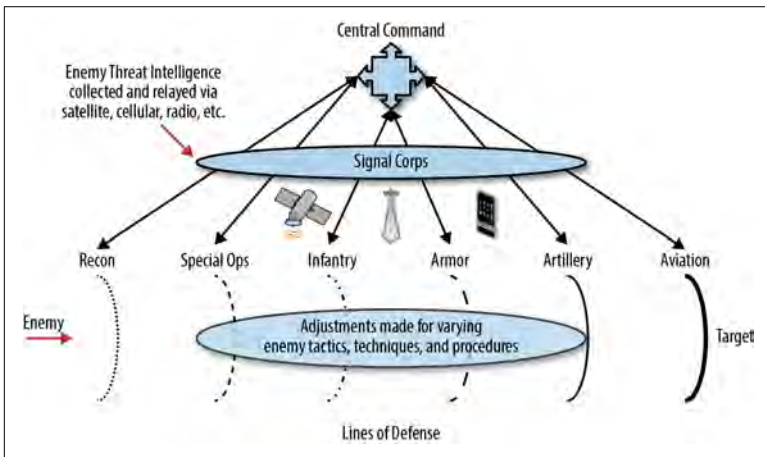 Central Command
Enemy Threat Intelligence
collected and relayed via
satellite, cellular, radio, etc.
Signal Corps
Recon
Special Ops
Infantry
Armor
Artillery
Aviation
Enemy
Adjustments made for varying
enemy tactics, techniques, and procedures
Target
Lines of Defense